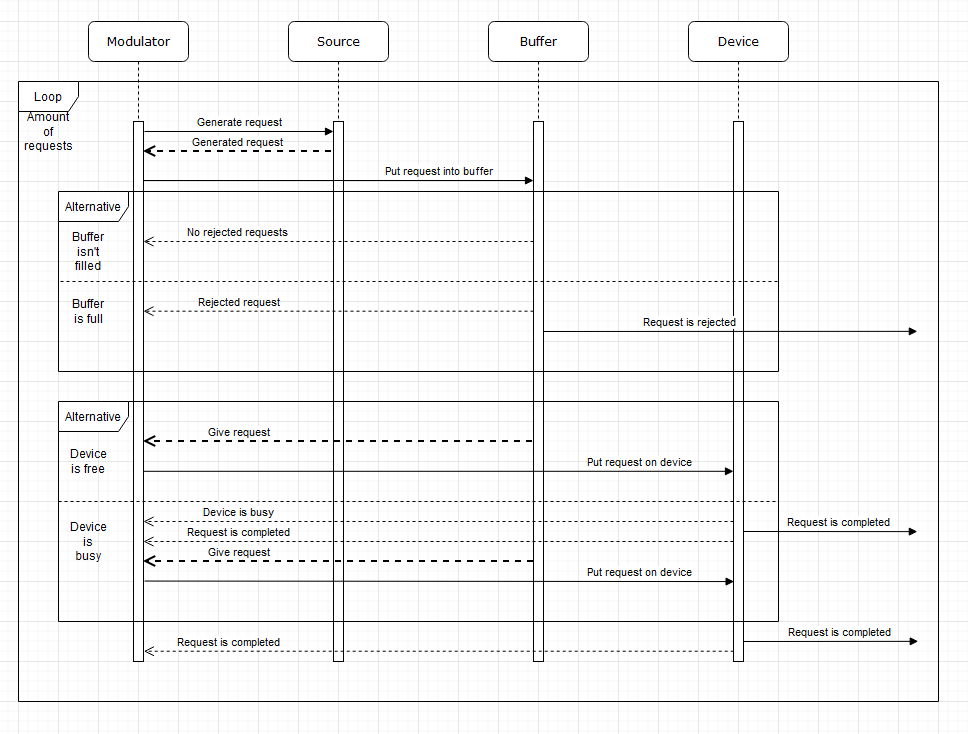 Modulator
Source
Buffer
Device
Loop
Amount
of
requests
Generate request
Generated request
Put request into buffer
Alternative
Buffer
isn't
filled
No rejected requests
Buffer
is full
Rejected request
Request is rejected
Alternative
Give request
Device
is free
Put request on device
Device
is
busy
Device is busy
Request is completed
Request is completed
Give request
Put request on device
Request is completed
Request is completed